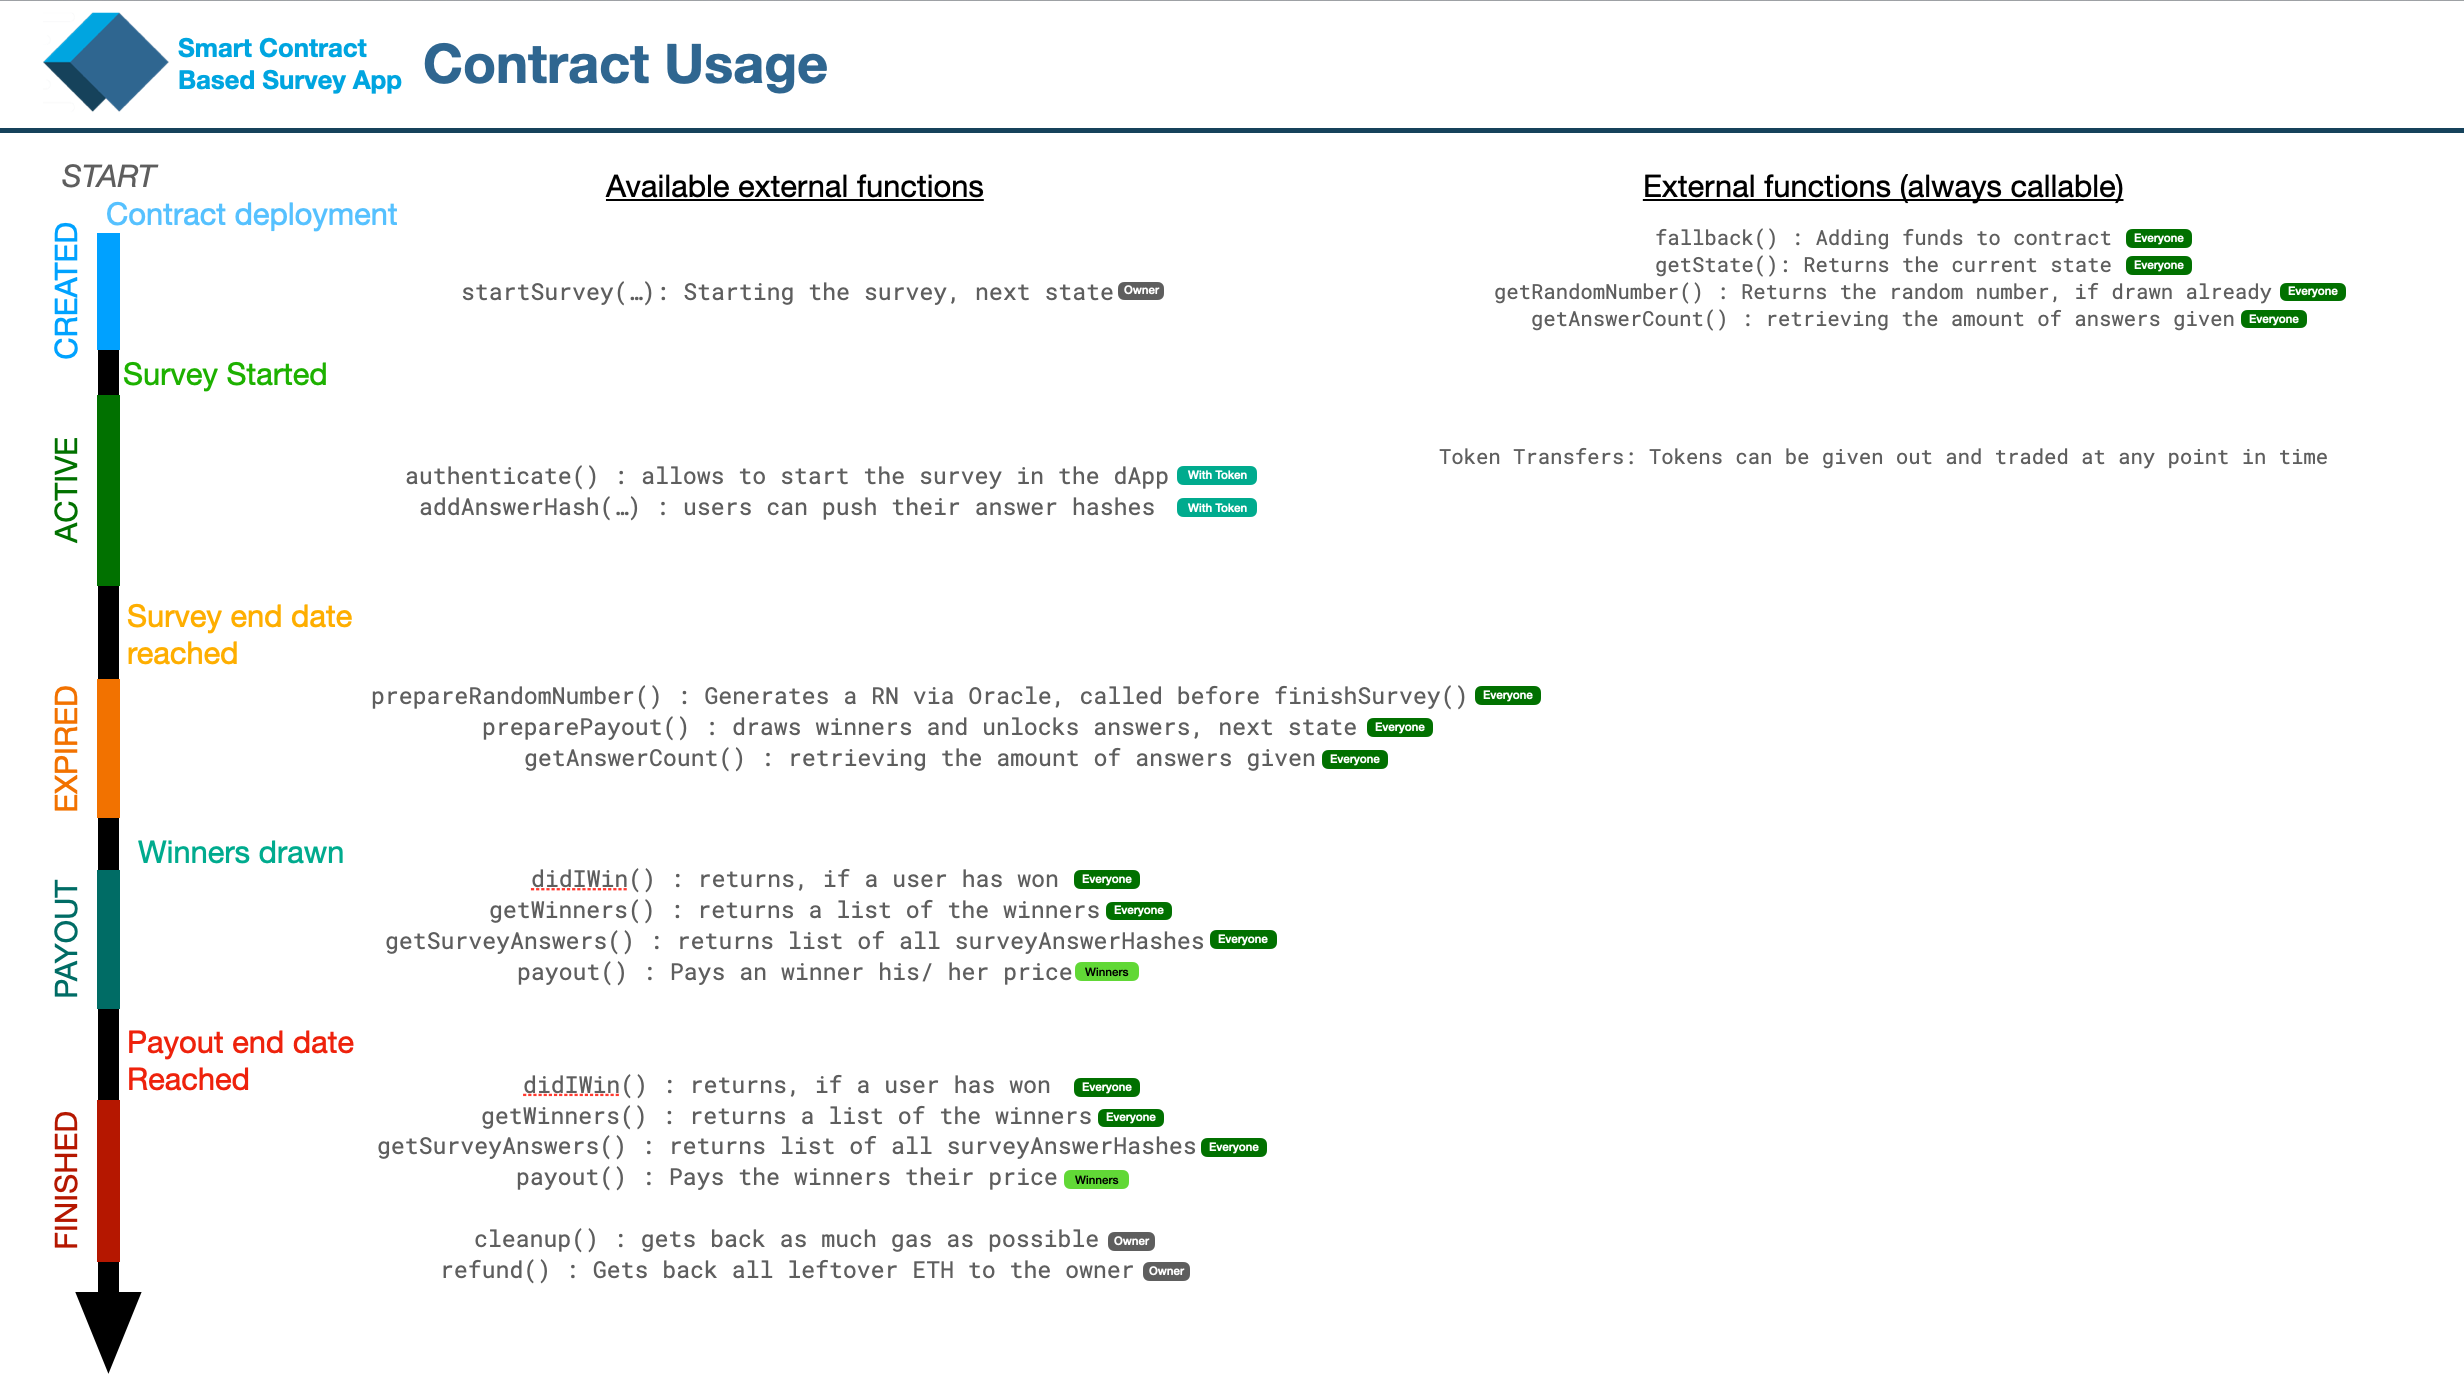 Smart Contract
Based Survey App
Contract Usage
START
Available external functions
External functions (always callable)
Contract deployment
CREATED
startSurvey(…): Starting the survey, next state Owner
fallback() : Adding funds to contract Everyone
getState(): Returns the current state Everyone
getRandomNumber() : Returns the random number, if drawn already Everyone
getAnswerCount() : retrieving the amount of answers given Everyone
Survey Started
ACTIVE
authenticate() : allows to start the survey in the dApp With Token
addAnswerHash(…) : users can push their answer hashes With Token
Token Transfers: Tokens can be given out and traded at any point in time
Survey end date
reached
EXPIRED
prepareRandomNumber() : Generates a RN via Oracle, called before finishSurvey() Everyone
preparePayout() : draws winners and unlocks answers, next state Everyone
getAnswerCount() : retrieving the amount of answers given Everyone
Winners drawn
PAYOUT
didIWin() : returns, if a user has won Everyone
getWinners() : returns a list of the winners Everyone
getSurveyAnswers() : returns list of all surveyAnswerHashes Everyone
payout() : Pays an winner his/ her price Winners
Payout end date
Reached
FINISHED
didIWin() : returns, if a user has won Everyone
getWinners() : returns a list of the winners Everyone
getSurveyAnswers() : returns list of all surveyAnswerHashes Everyone
payout() : Pays the winners their price Winners
cleanup() : gets back as much gas as possible Owner
refund() : Gets back all leftover ETH to the owner Owner